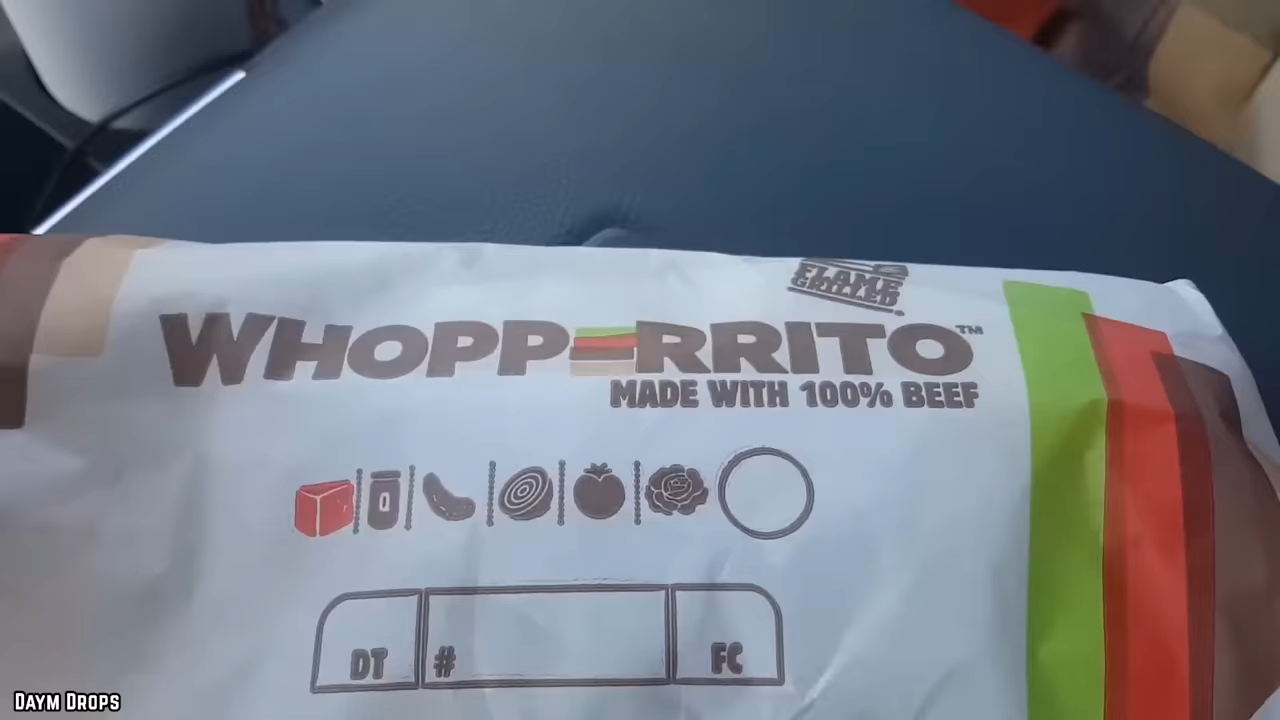 FLAME
GRILLED
WHOPPERRITO™
MADE WITH 100% BEEF
DT # FC
DAYM DROPS